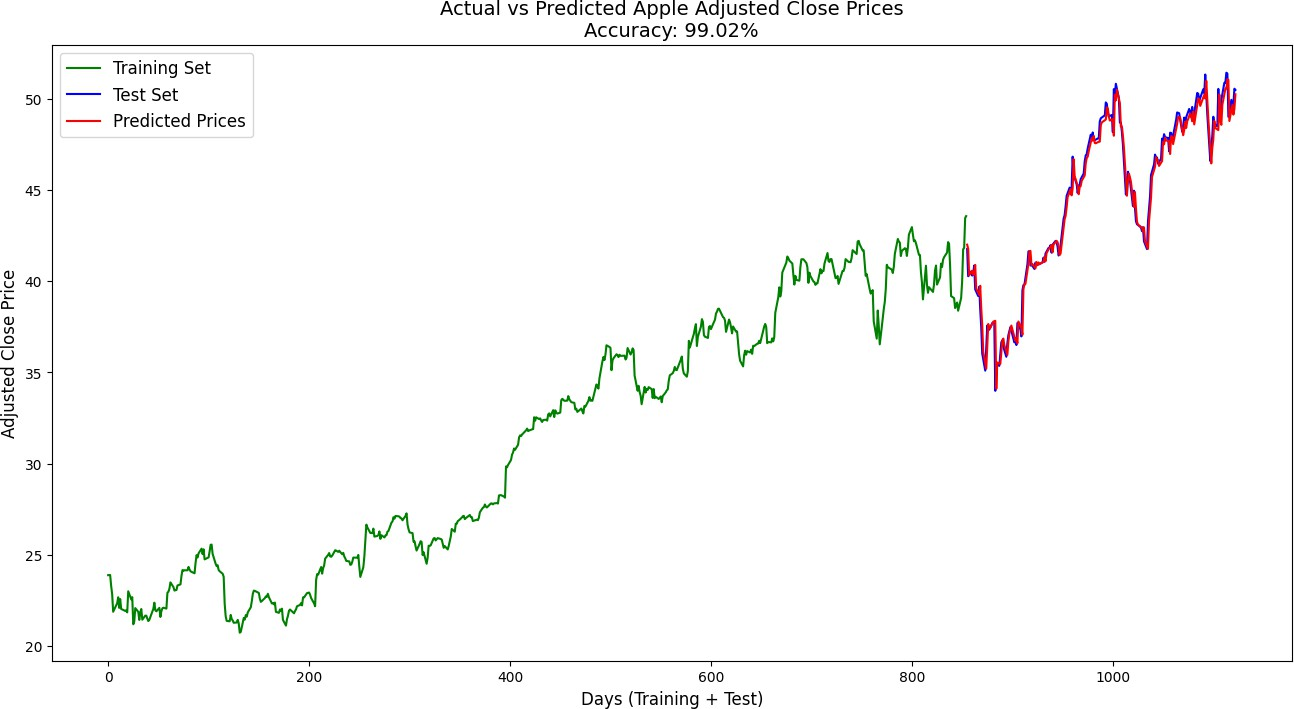 Actual vs Predicted Apple Adjusted Close Prices
Accuracy: 99.02%
Training Set
Test Set
Predicted Prices
Adjusted Close Price
50
45
40
35
30
25
20
0
200
400
600
800
1000
Days (Training + Test)